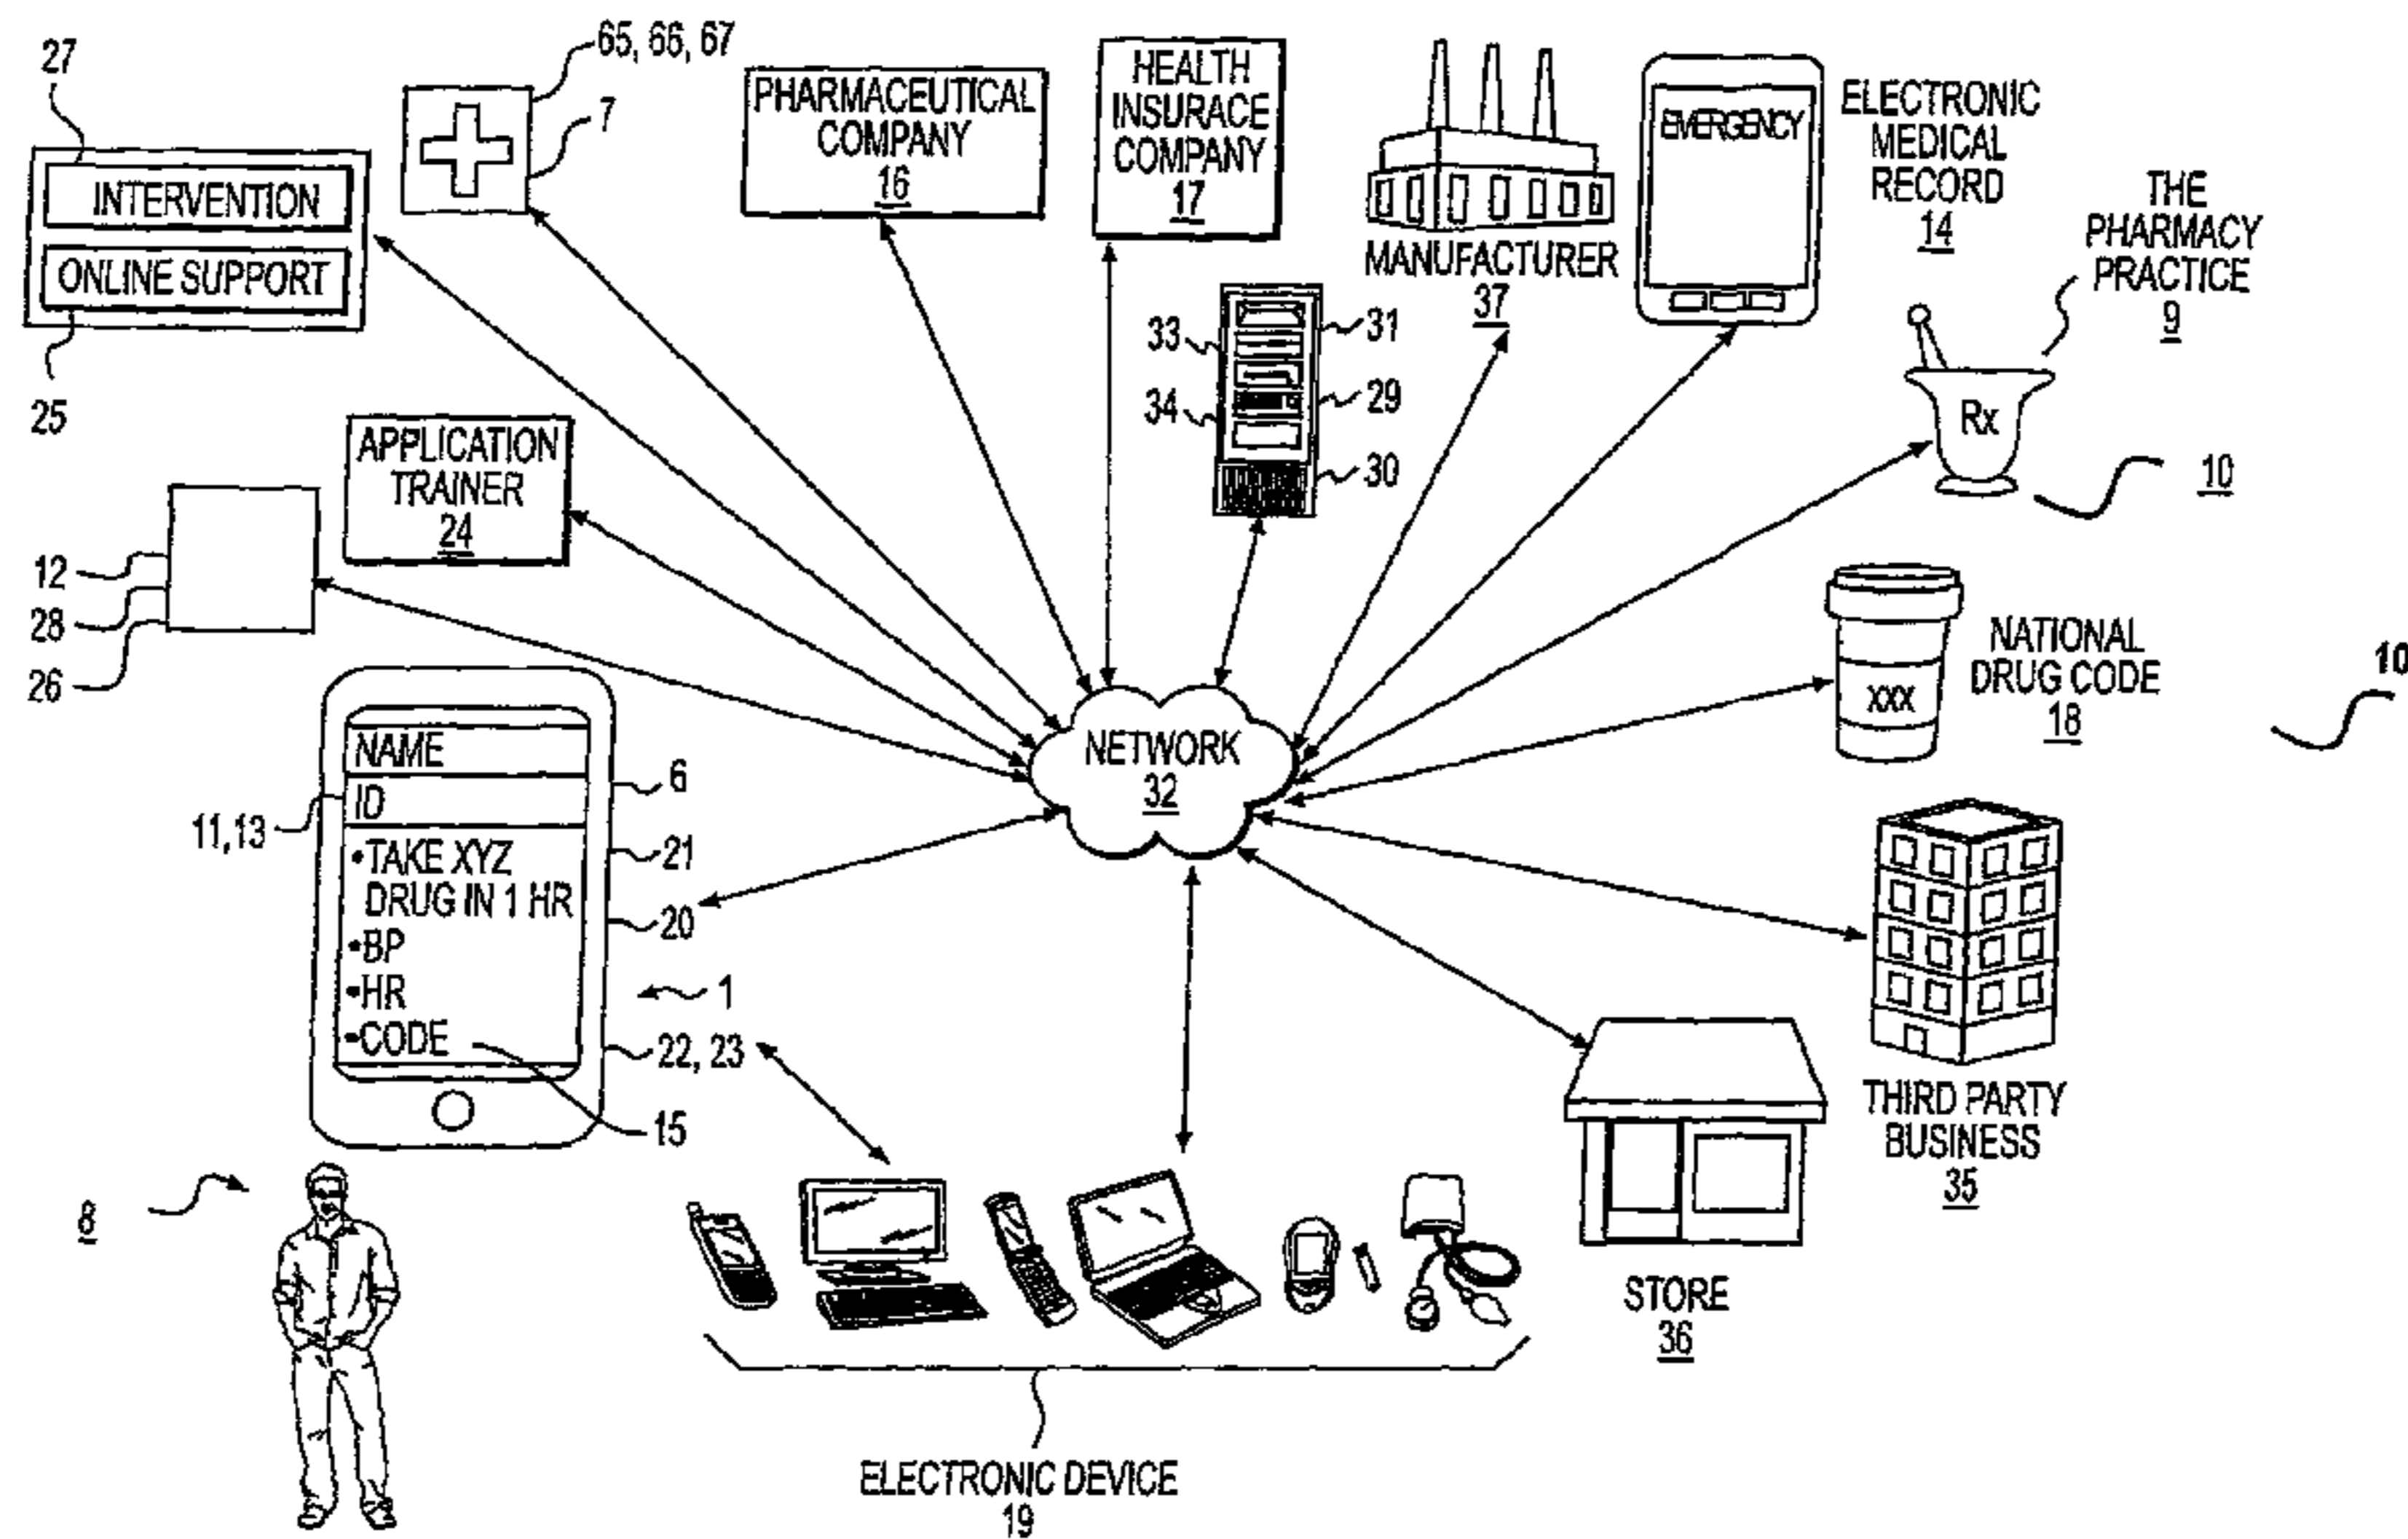 27
65, 66, 67
7
INTERVENTION
ONLINE SUPPORT
25
PHARMACEUTICAL
COMPANY
16
HEALTH
INSURACE
COMPANY
17
MANUFACTURER
37
EMERGENCY
ELECTRONIC
MEDICAL
RECORD
14
THE
PHARMACY
PRACTICE
9
Rx
10
33
31
34
29
30
APPLICATION
TRAINER
24
12
28
26
NETWORK
32
XXX
NATIONAL
DRUG CODE
18
10
NAME
ID
•TAKE XYZ
DRUG IN 1 HR
•BP
•HR
•CODE
6
11,13
21
20
1
22, 23
15
8
THIRD PARTY
BUSINESS
35
STORE
36
ELECTRONIC DEVICE
19